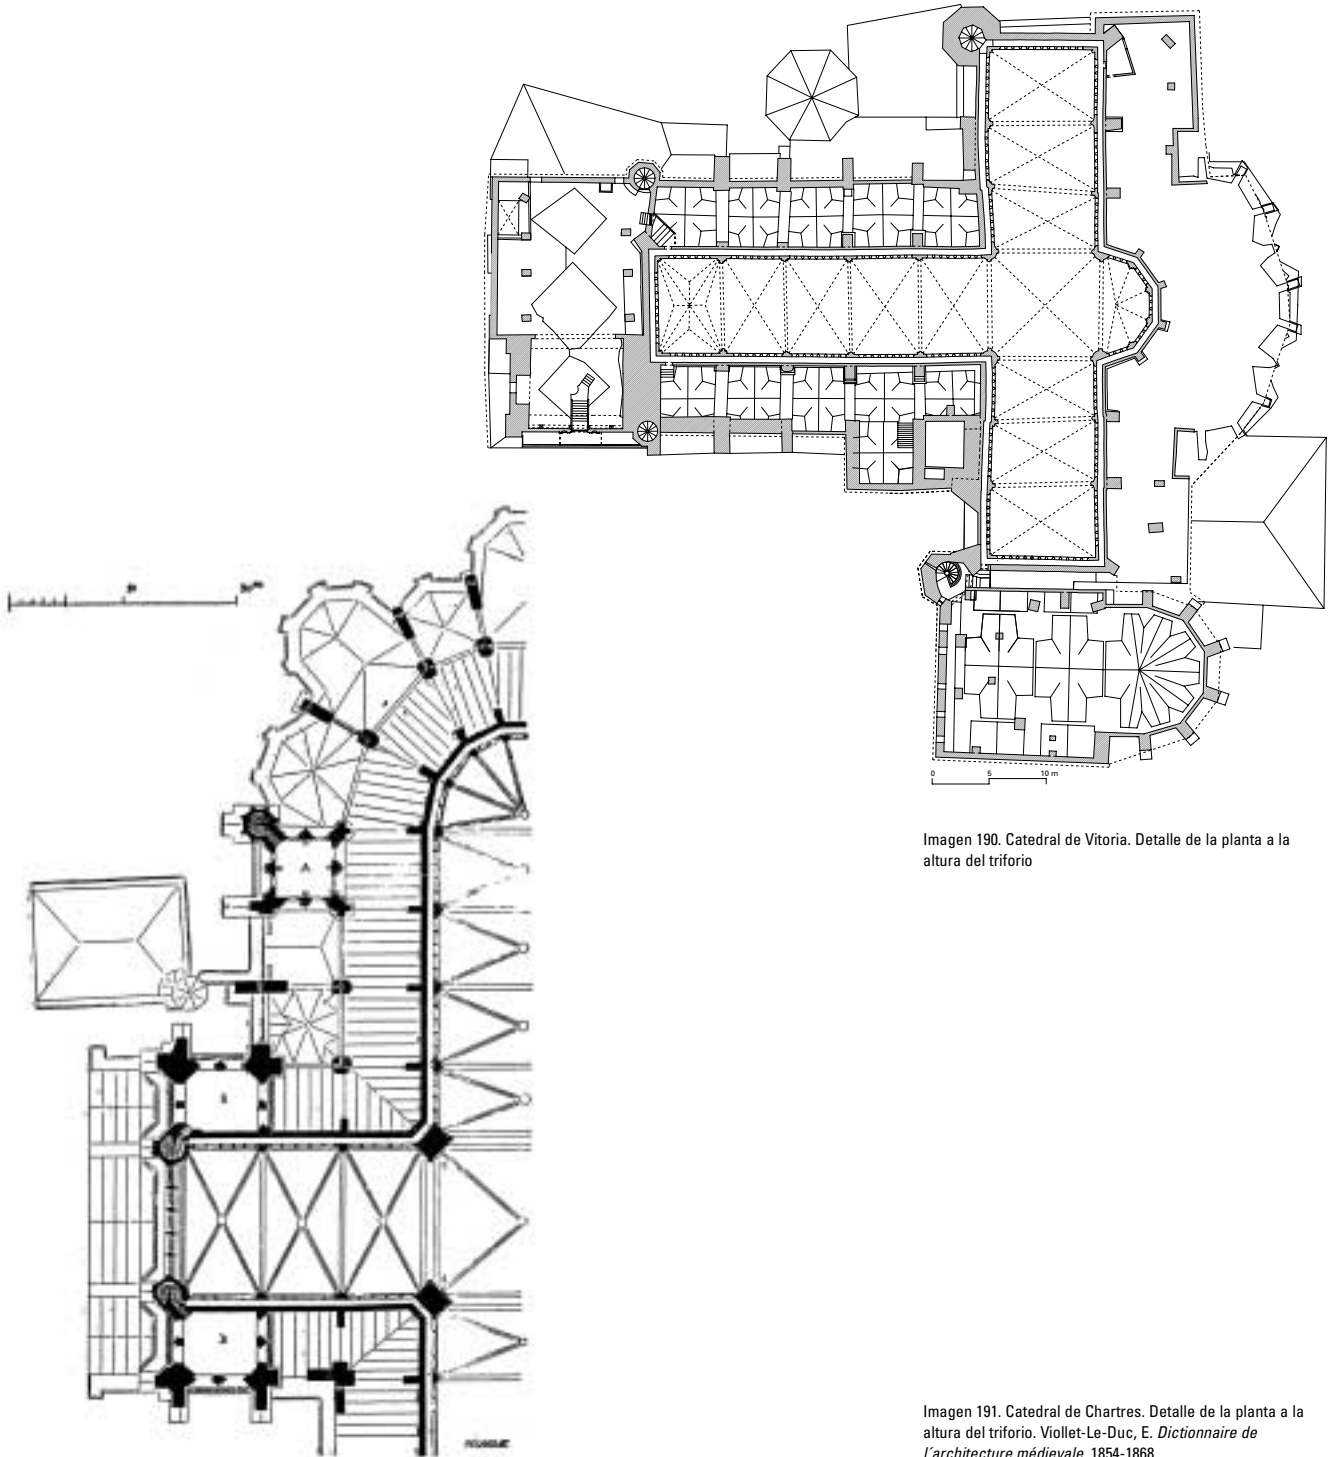 0 5 10 m
Imagen 190. Catedral de Vitoria. Detalle de la planta a la
altura del triforio
A
Imagen 191. Catedral de Chartres. Detalle de la planta a la
altura del triforio. Viollet-Le-Duc, E. Dictionnaire de
l´architecture médievale. 1854-1868